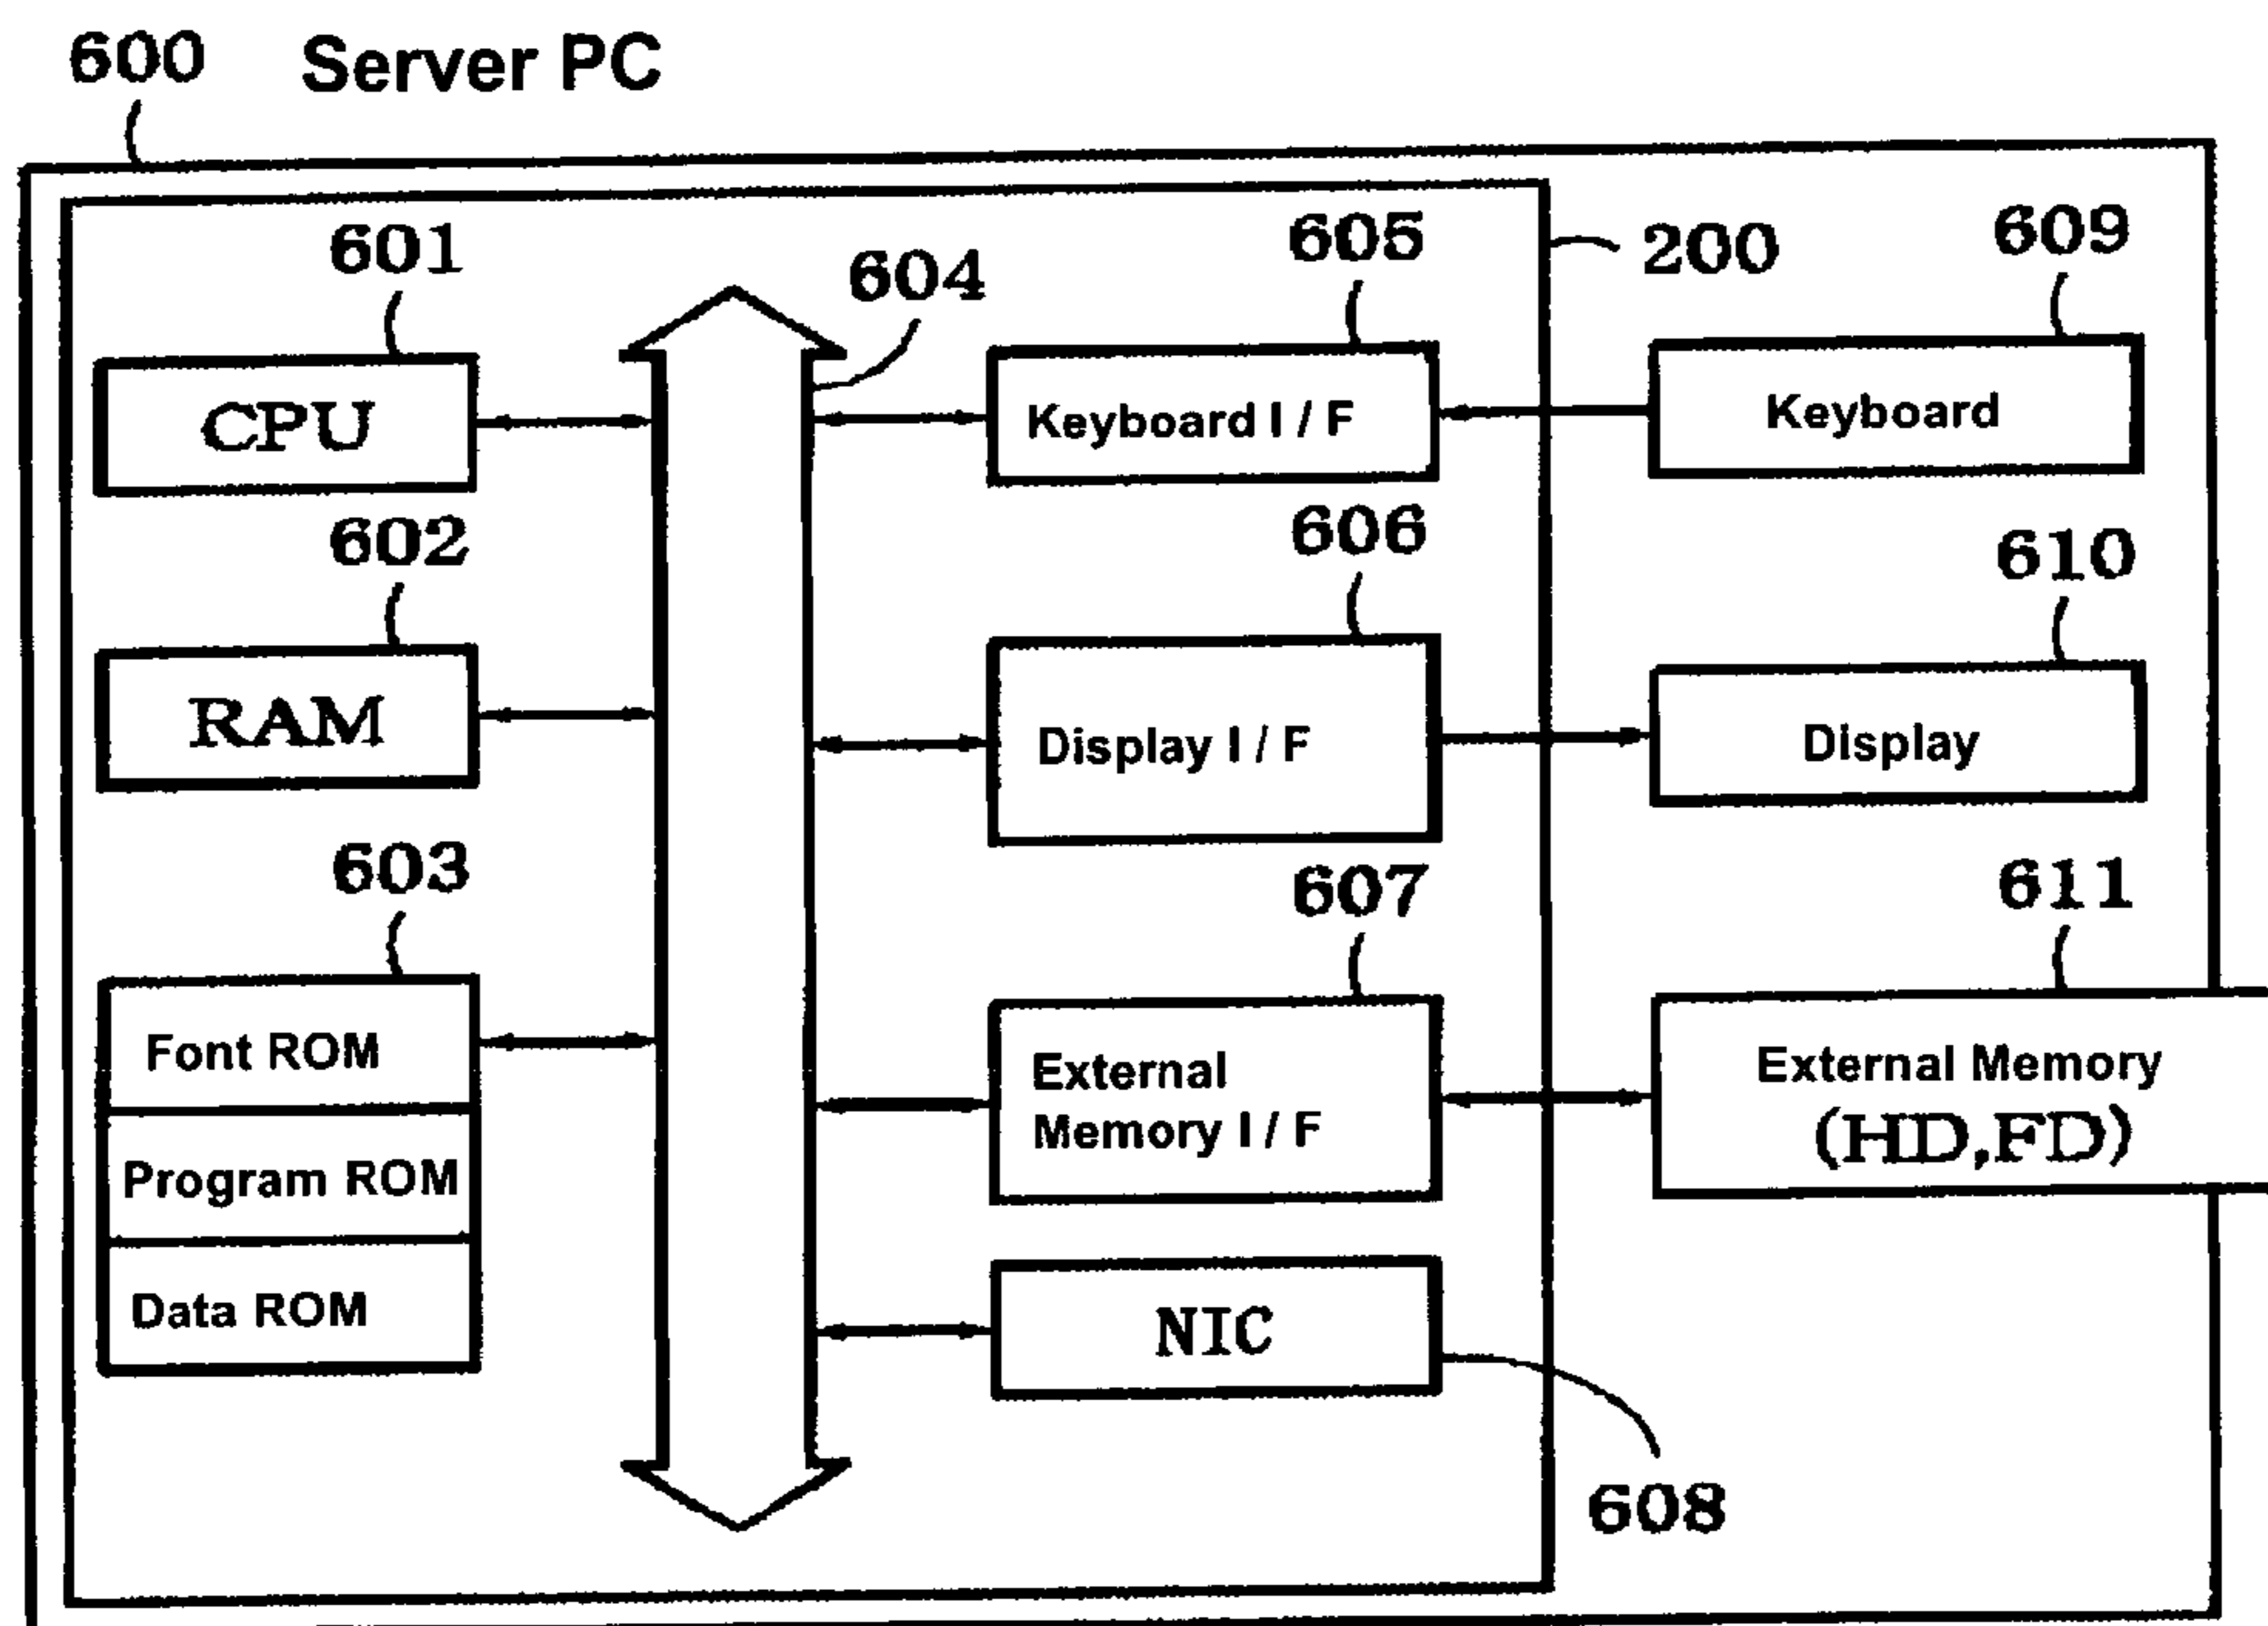 600 Server PC
601
604
605
200
609
CPU
Keyboard I / F
Keyboard
602
606
610
RAM
Display I / F
Display
603
607
611
Font ROM
Program ROM
Data ROM
External
Memory I / F
External Memory
(HD,FD)
NIC
608